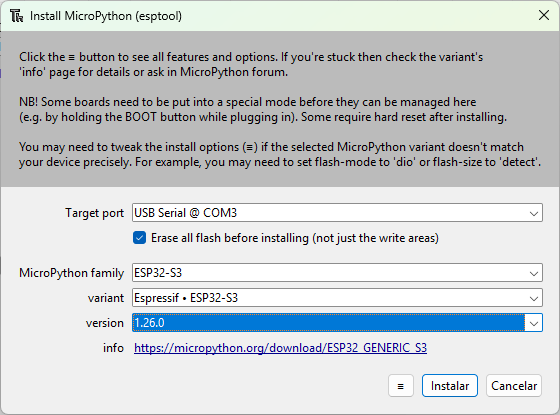 Install MicroPython (esptool)
Click the ≡ button to see all features and options. If you're stuck then check the variant's
'info' page for details or ask in MicroPython forum.
NB! Some boards need to be put into a special mode before they can be managed here
(e.g. by holding the BOOT button while plugging in). Some require hard reset after installing.
You may need to tweak the install options (≡) if the selected MicroPython variant doesn't match
your device precisely. For example, you may need to set flash-mode to 'dio' or flash-size to 'detect'.
Target port USB Serial @ COM3
Erase all flash before installing (not just the write areas)
MicroPython family ESP32-S3
variant Espressif • ESP32-S3
version 1.26.0
info https://micropython.org/download/ESP32_GENERIC_S3
≡ Instalar Cancelar